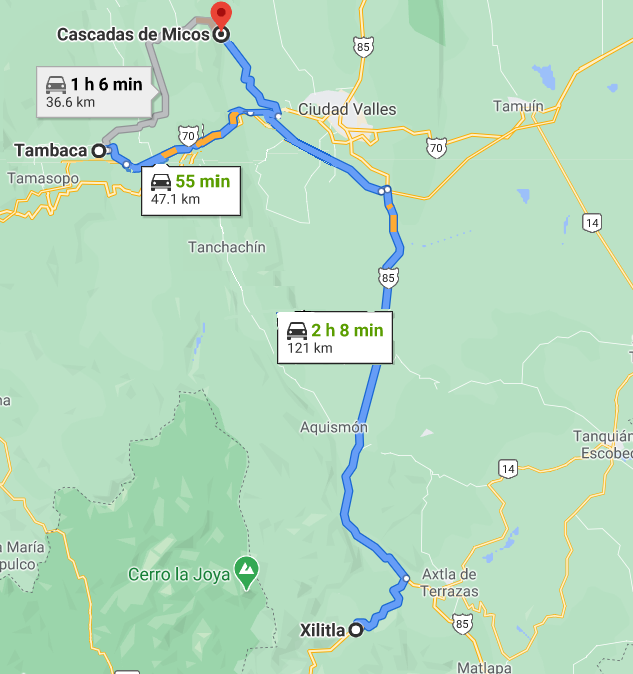 Cascadas de Micos
85
1 h 6 min
36.6 km
Tamuín
Ciudad Valles
70
70
Tambaca
Tamasopo
55 min
47.1 km
14
Tanchachín
85
2 h 8 min
121 km
na
Aquismón
Tanquián
Escobed
14
a María
pulco
Cerro la Joya
Axtla de
Terrazas
Xilitla
85
Matlapa